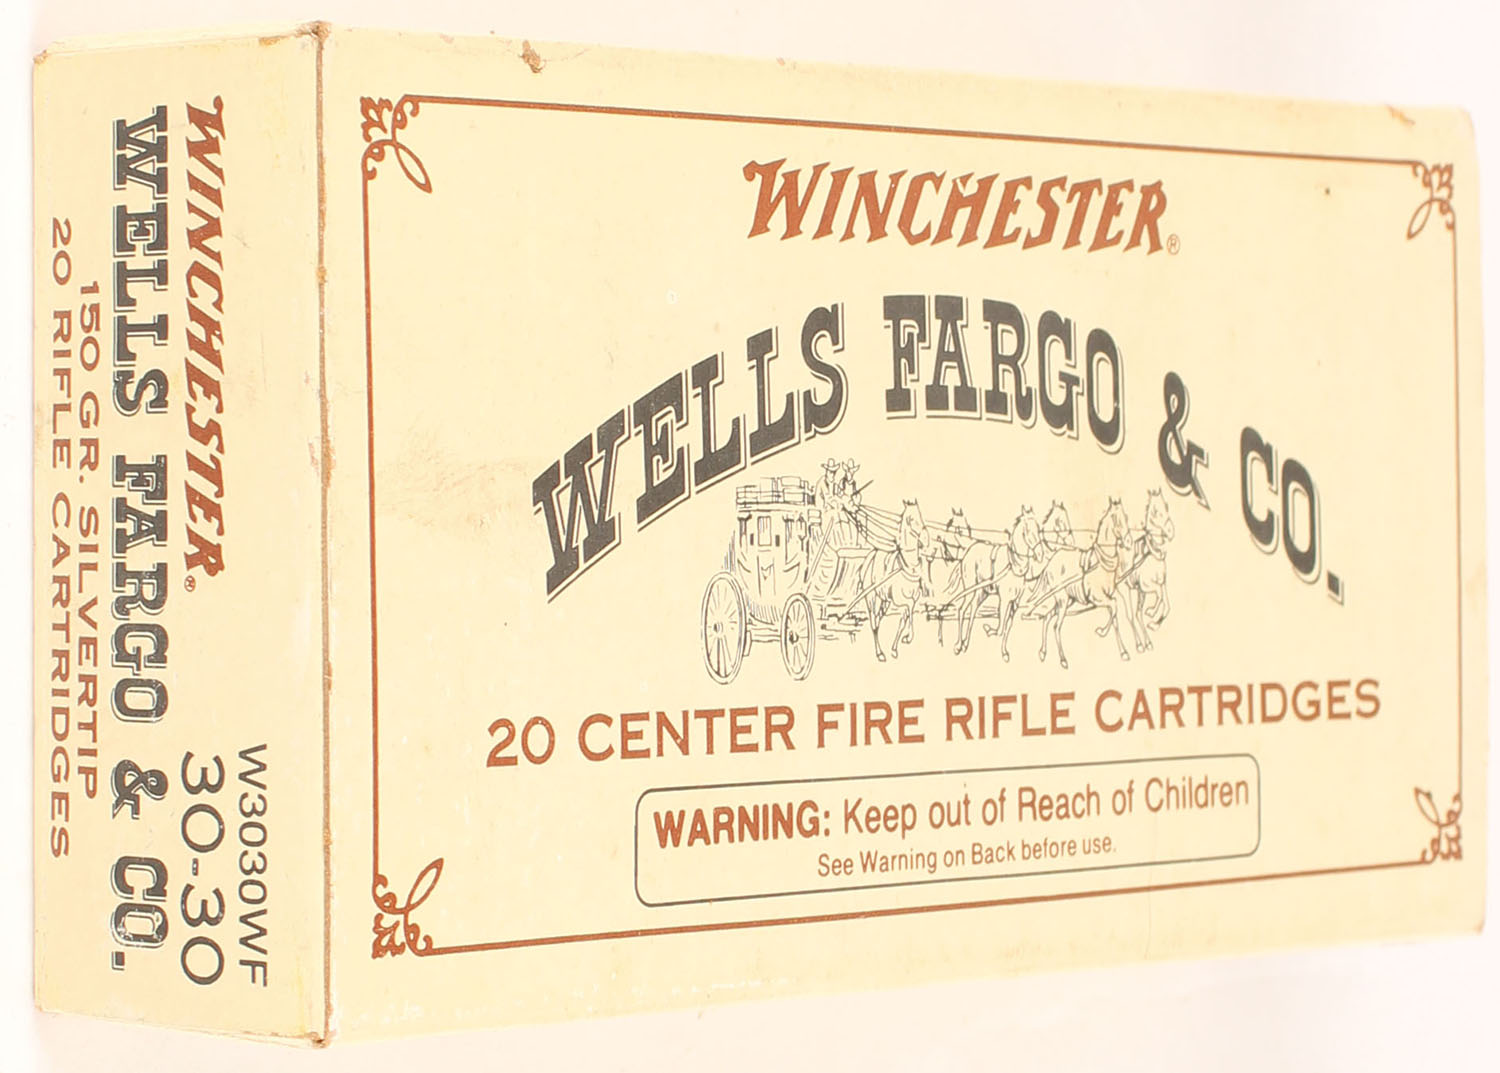 WINCHESTER®
WELLS FARGO & CO.
20 CENTER FIRE RIFLE CARTRIDGES
WARNING: Keep out of Reach of Children
See Warning on Back before use.
W3030WF
30-30
WINCHESTER®
WELLS FARGO & CO.
150 GR. SILVERTIP
20 RIFLE CARTRIDGES